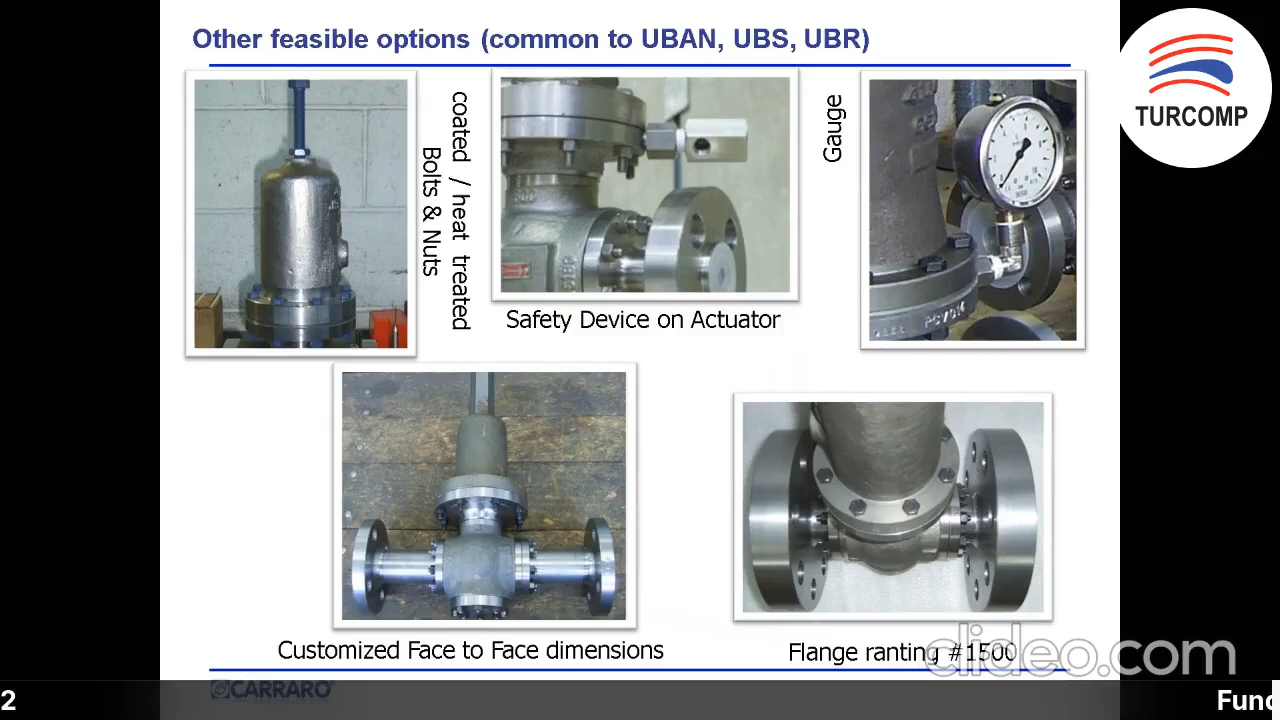 Other feasible options (common to UBAN, UBS, UBR)
TURCOMP
coated / heat treated
Bolts & Nuts
Safety Device on Actuator
Gauge
Customized Face to Face dimensions
Flange ranting #1500
clideo.com
CARRARO
2
Func